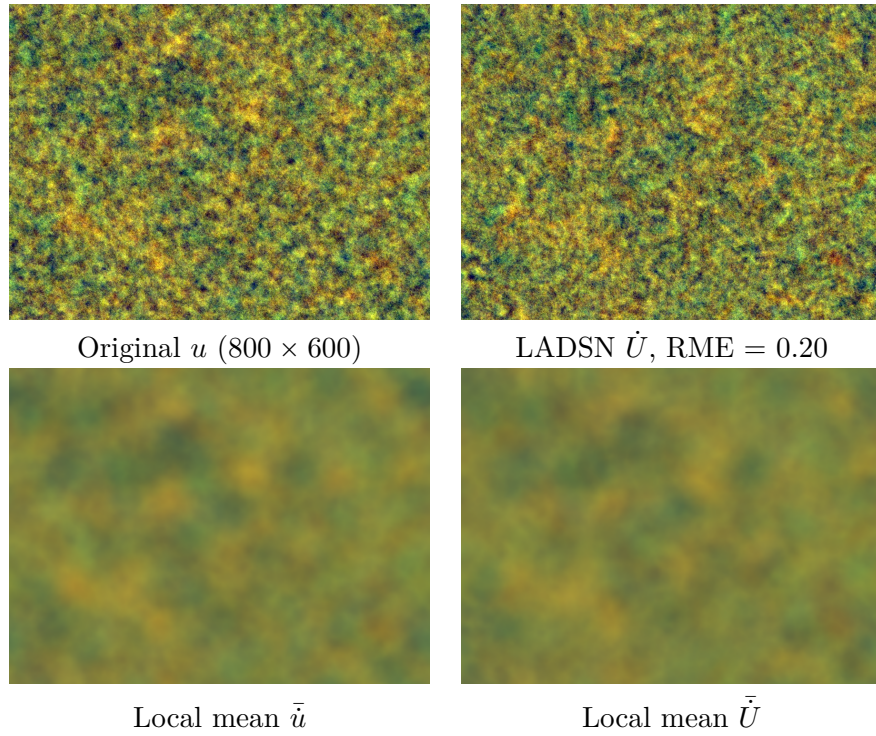 Original u (800 × 600)
LADSN U̇, RME = 0.20
Local mean u̇̄
Local mean U̇̄